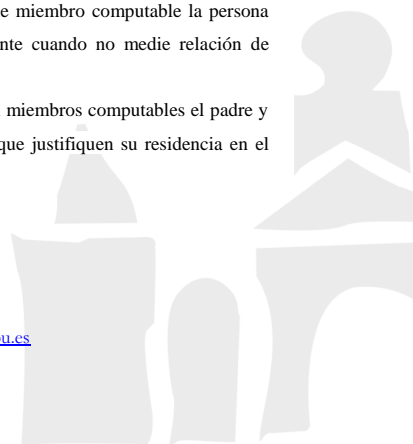 e miembro computable la persona
nte cuando no medie relación de
miembros computables el padre y
que justifiquen su residencia en el
u.es